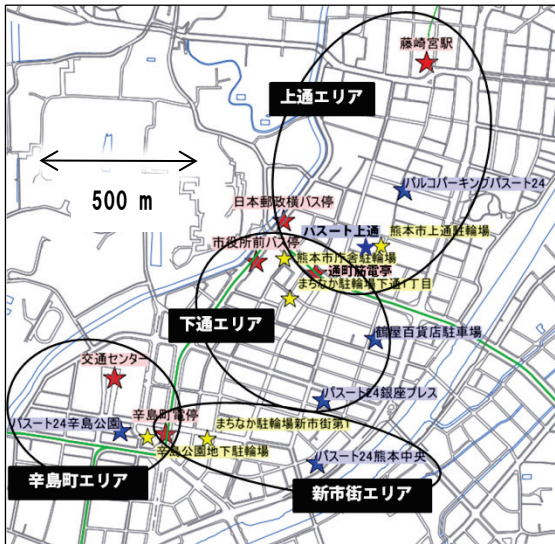 藤崎宮駅
上通エリア
パルコパーキングパスート24
500 m
日本郵政横バス停
パスート上通
熊本市上通駐輪場
市役所前バス停
熊本市庁舎駐輪場
通町筋電停
まちなか駐輪場下通1丁目
下通エリア
鶴屋百貨店駐車場
交通センター
パスート24銀座プレス
辛島町電停
パスート24辛島公園
まちなか駐輪場新市街第1
辛島公園地下駐輪場
パスート24熊本中央
辛島町エリア
新市街エリア